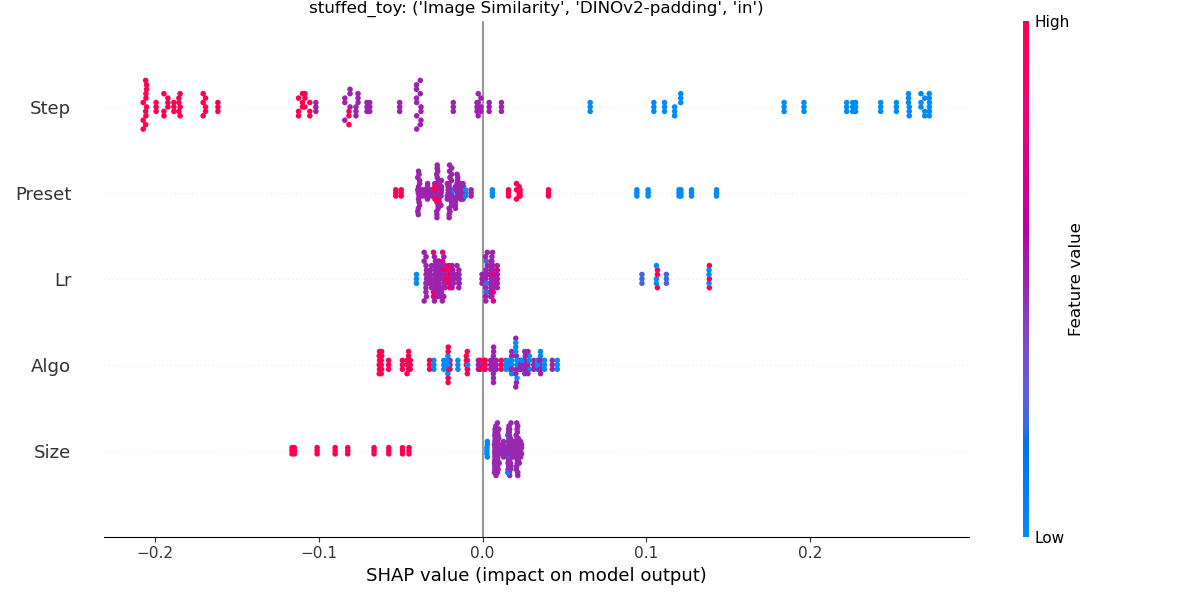 stuffed_toy: ('Image Similarity', 'DINOv2-padding', 'in')
High
Step
Preset
Lr
Algo
Size
Feature value
Low
−0.2
−0.1
0.0
0.1
0.2
SHAP value (impact on model output)